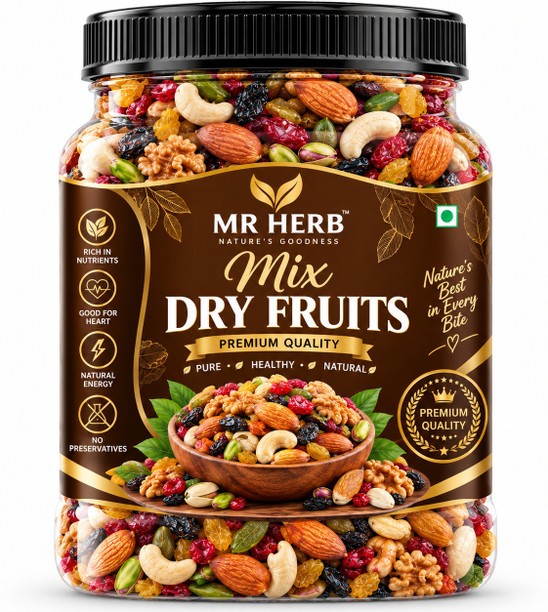 MR HERB™
NATURE'S GOODNESS
Mix
DRY FRUITS
PREMIUM QUALITY
PURE • HEALTHY • NATURAL
RICH IN
NUTRIENTS
GOOD FOR
HEART
NATURAL
ENERGY
NO
PRESERVATIVES
Nature's
Best
in Every
Bite
PREMIUM
QUALITY